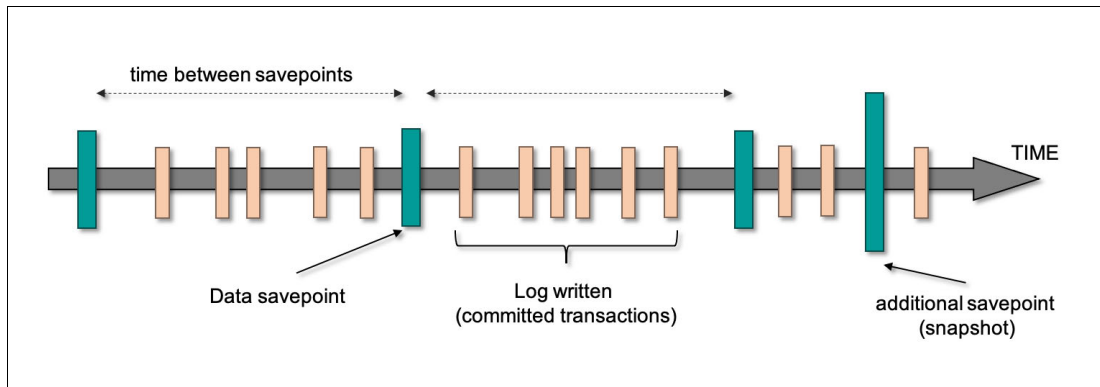 time between savepoints
TIME
Data savepoint
Log written
(committed transactions)
additional savepoint
(snapshot)